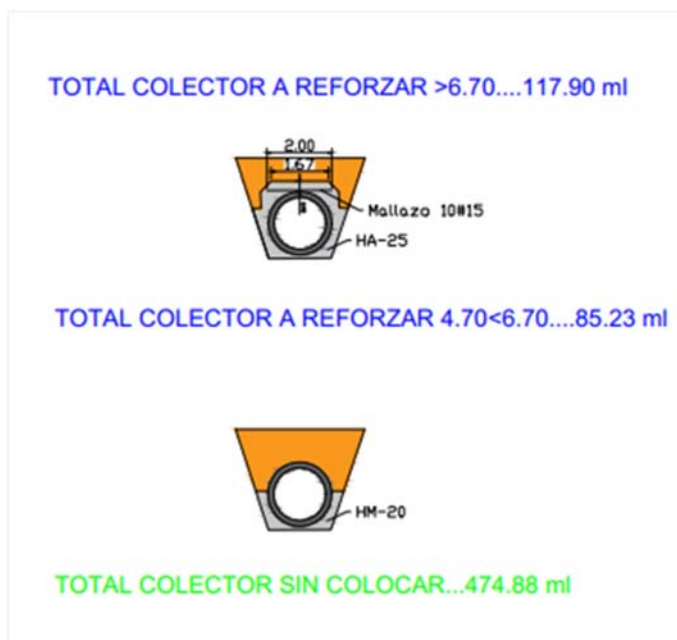 TOTAL COLECTOR A REFORZAR >6.70....117.90 ml
2.00
1.67
Mallazo 10#15
HA-25
TOTAL COLECTOR A REFORZAR 4.70<6.70....85.23 ml
HM-20
TOTAL COLECTOR SIN COLOCAR...474.88 ml